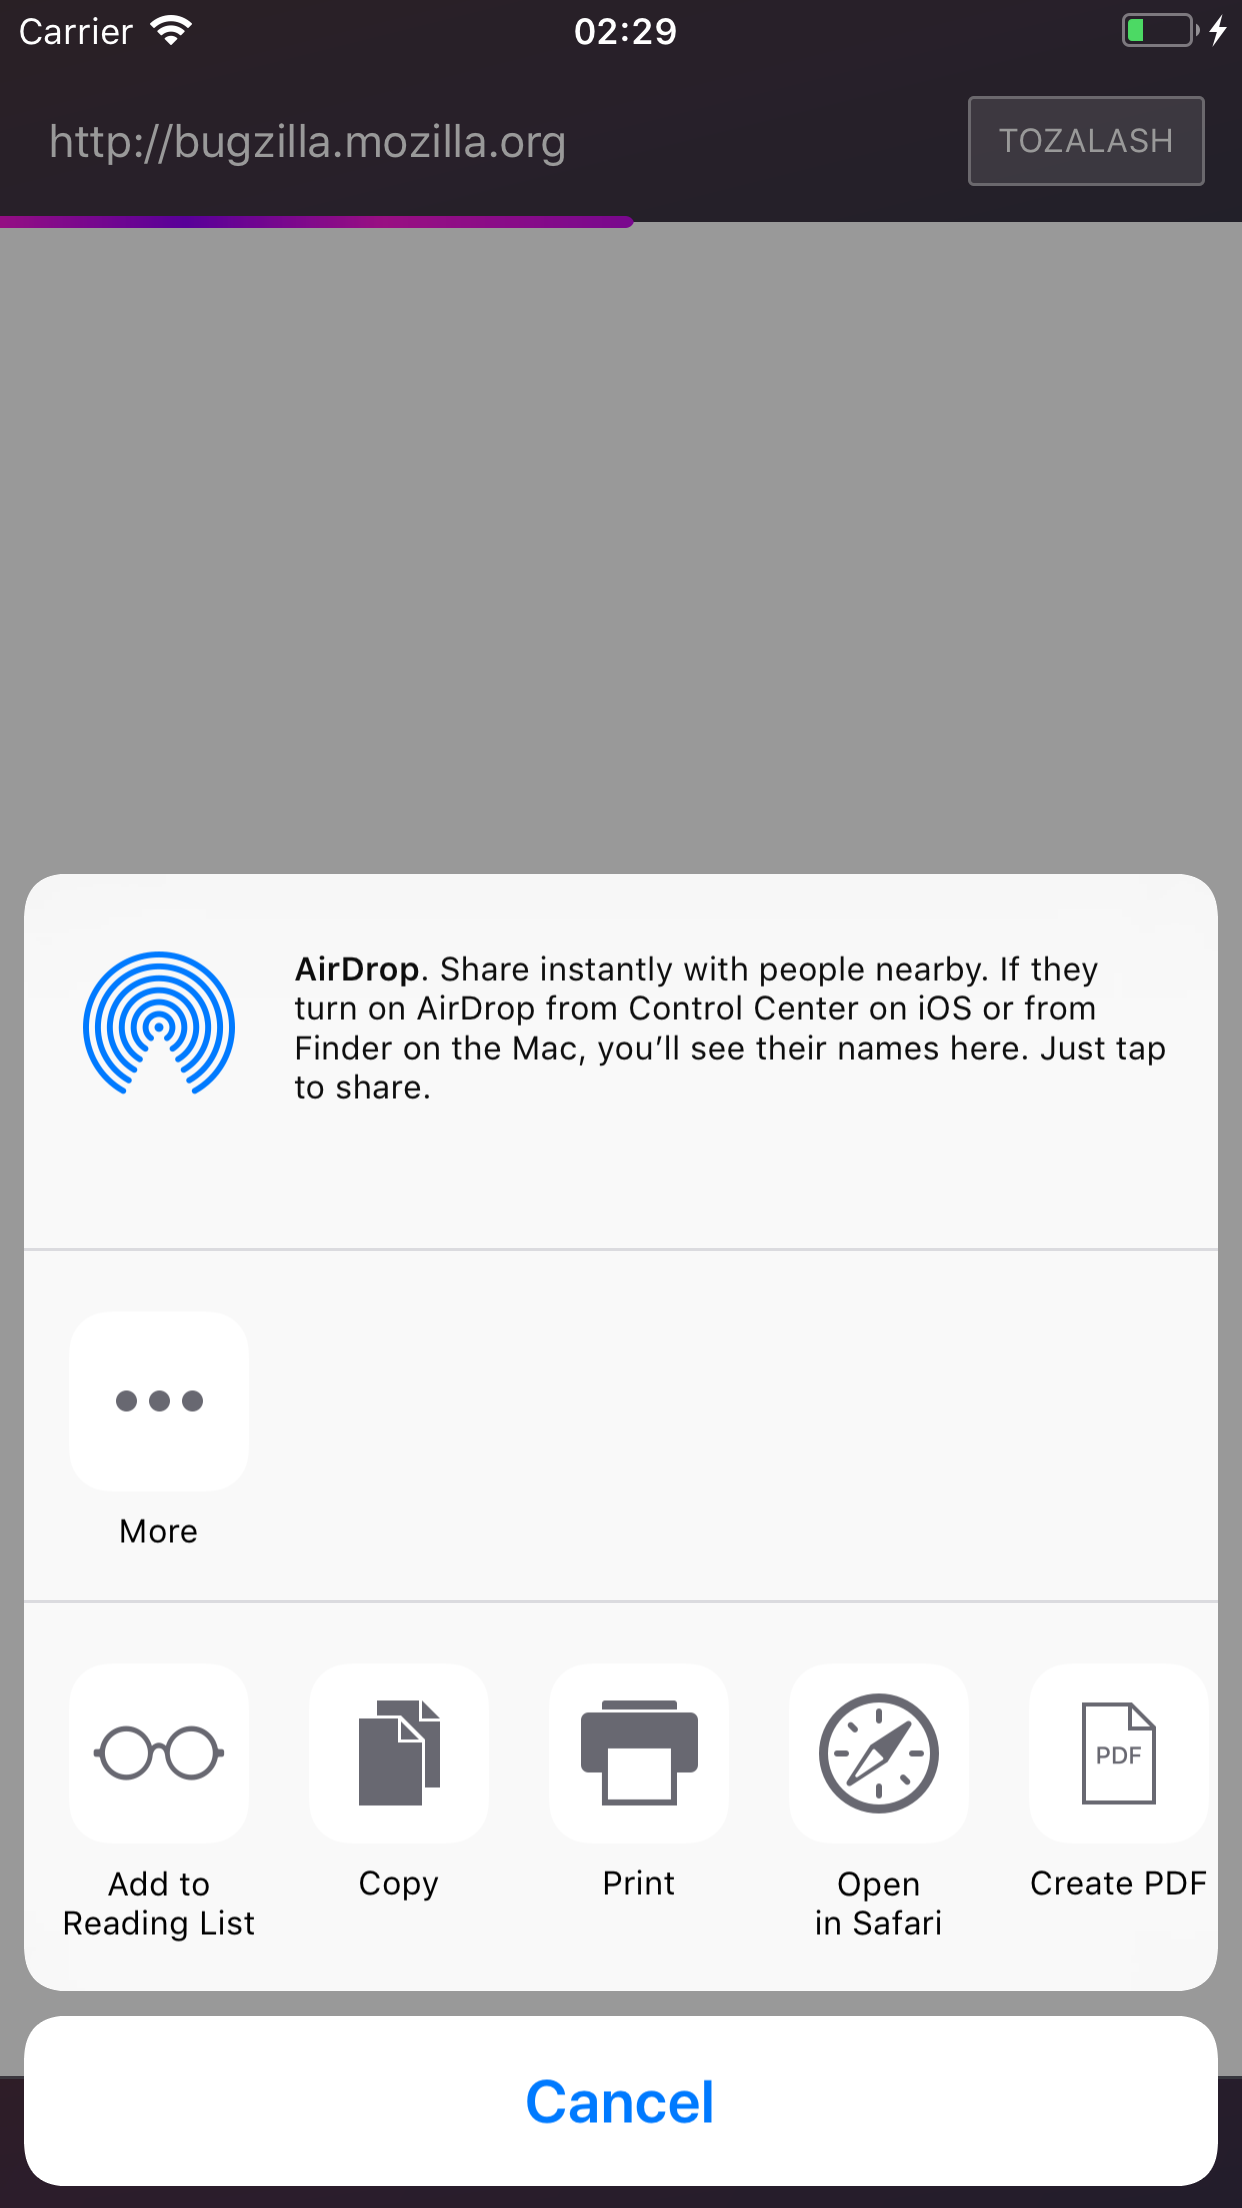 Carrier
02:29
http://bugzilla.mozilla.org
TOZALASH
AirDrop. Share instantly with people nearby. If they
turn on AirDrop from Control Center on iOS or from
Finder on the Mac, you’ll see their names here. Just tap
to share.
More
Add to
Reading List
Copy
Print
Open
in Safari
PDF
Create PDF
Cancel